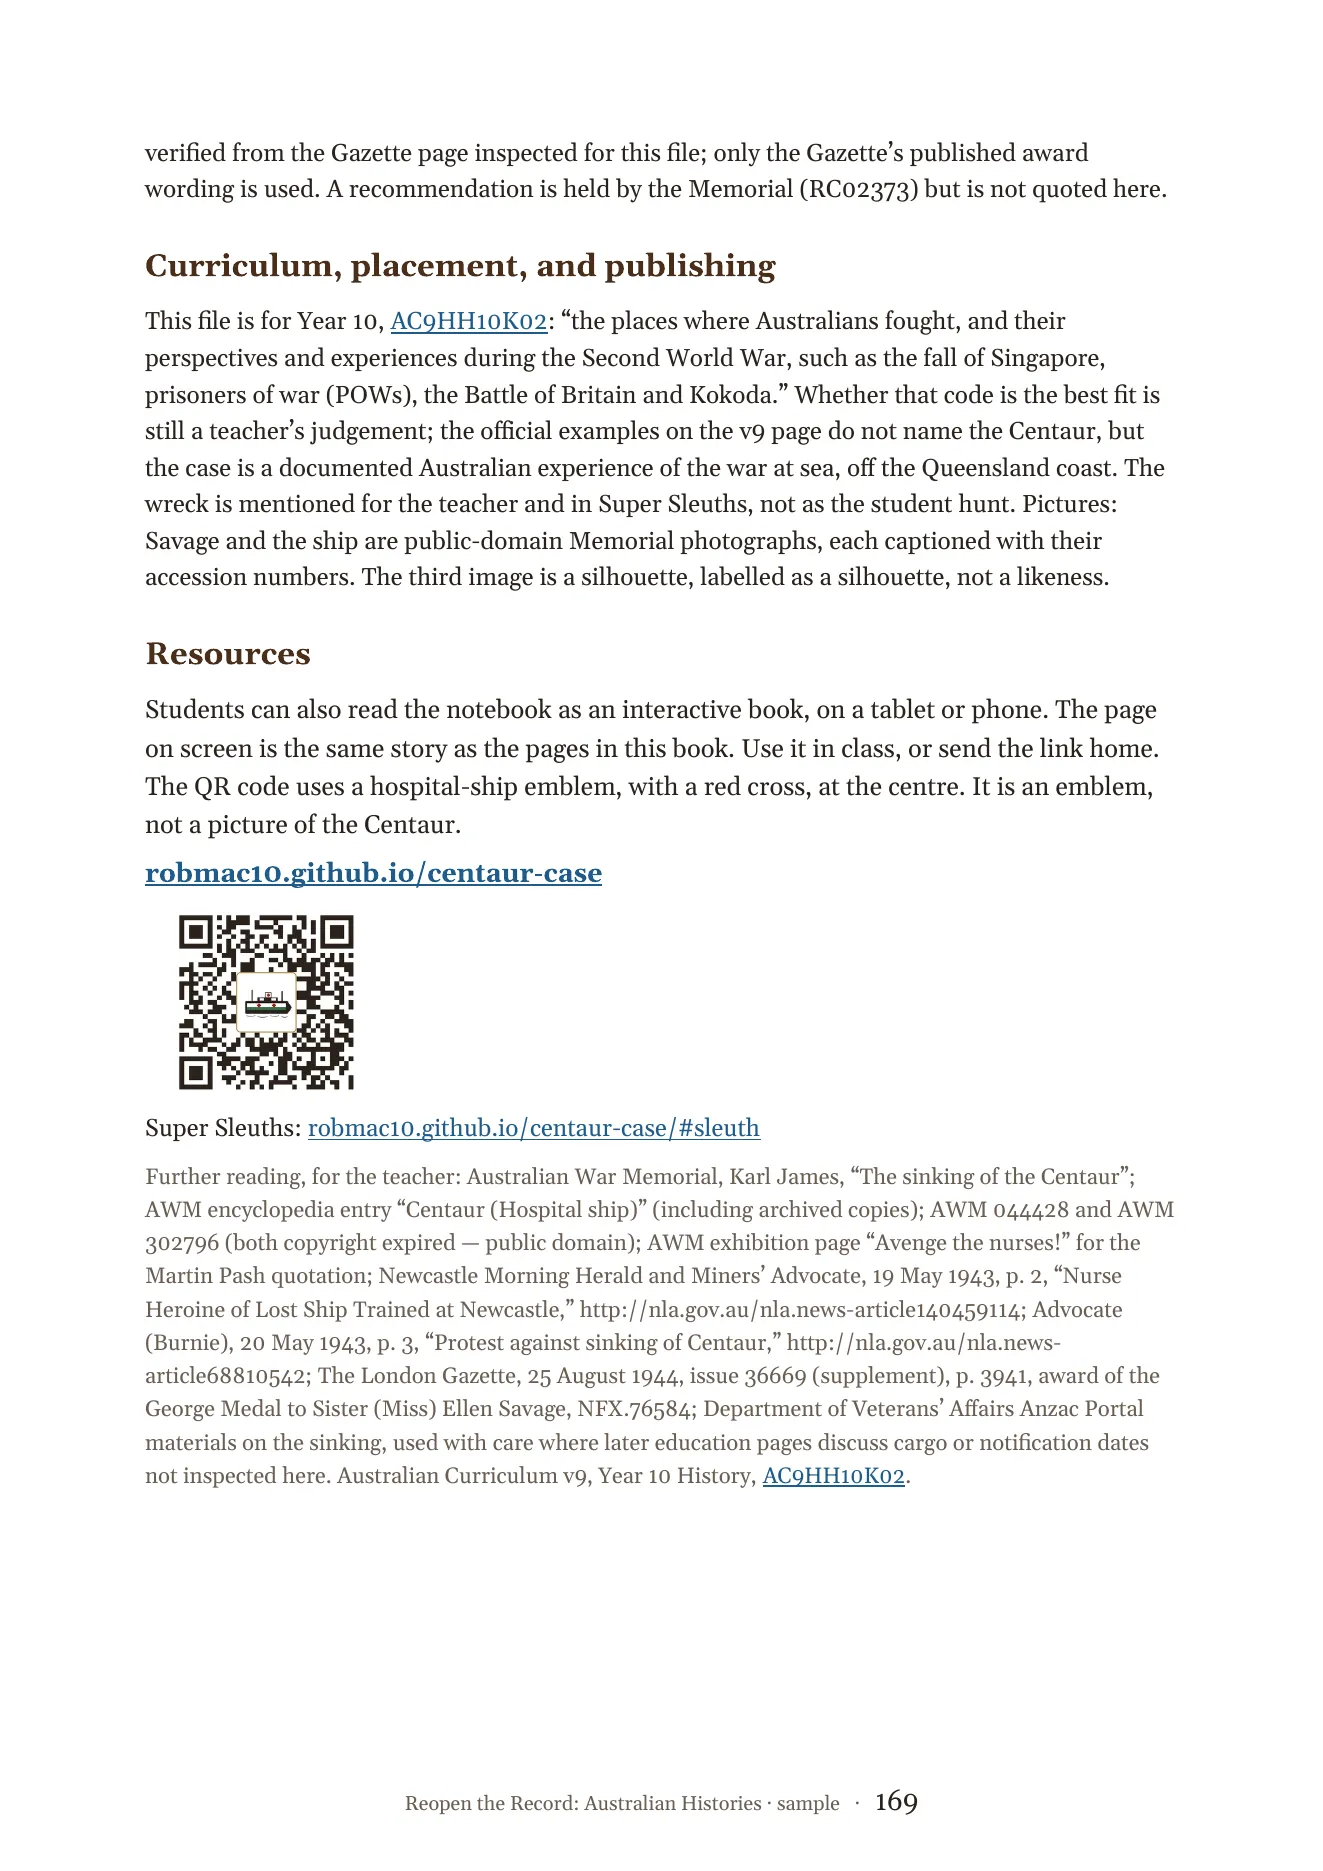 verified from the Gazette page inspected for this file; only the Gazette’s published award
wording is used. A recommendation is held by the Memorial (RC02373) but is not quoted here.
Curriculum, placement, and publishing
This file is for Year 10, AC9HH10K02: “the places where Australians fought, and their
perspectives and experiences during the Second World War, such as the fall of Singapore,
prisoners of war (POWs), the Battle of Britain and Kokoda.” Whether that code is the best fit is
still a teacher’s judgement; the official examples on the v9 page do not name the Centaur, but
the case is a documented Australian experience of the war at sea, off the Queensland coast. The
wreck is mentioned for the teacher and in Super Sleuths, not as the student hunt. Pictures:
Savage and the ship are public-domain Memorial photographs, each captioned with their
accession numbers. The third image is a silhouette, labelled as a silhouette, not a likeness.
Resources
Students can also read the notebook as an interactive book, on a tablet or phone. The page
on screen is the same story as the pages in this book. Use it in class, or send the link home.
The QR code uses a hospital-ship emblem, with a red cross, at the centre. It is an emblem,
not a picture of the Centaur.
robmac10.github.io/centaur-case
Super Sleuths: robmac10.github.io/centaur-case/#sleuth
Further reading, for the teacher: Australian War Memorial, Karl James, “The sinking of the Centaur”;
AWM encyclopedia entry “Centaur (Hospital ship)” (including archived copies); AWM 044428 and AWM
302796 (both copyright expired — public domain); AWM exhibition page “Avenge the nurses!” for the
Martin Pash quotation; Newcastle Morning Herald and Miners’ Advocate, 19 May 1943, p. 2, “Nurse
Heroine of Lost Ship Trained at Newcastle,” http://nla.gov.au/nla.news-article140459114; Advocate
(Burnie), 20 May 1943, p. 3, “Protest against sinking of Centaur,” http://nla.gov.au/nla.news-
article68810542; The London Gazette, 25 August 1944, issue 36669 (supplement), p. 3941, award of the
George Medal to Sister (Miss) Ellen Savage, NFX.76584; Department of Veterans’ Affairs Anzac Portal
materials on the sinking, used with care where later education pages discuss cargo or notification dates
not inspected here. Australian Curriculum v9, Year 10 History, AC9HH10K02.
Reopen the Record: Australian Histories · sample · 169